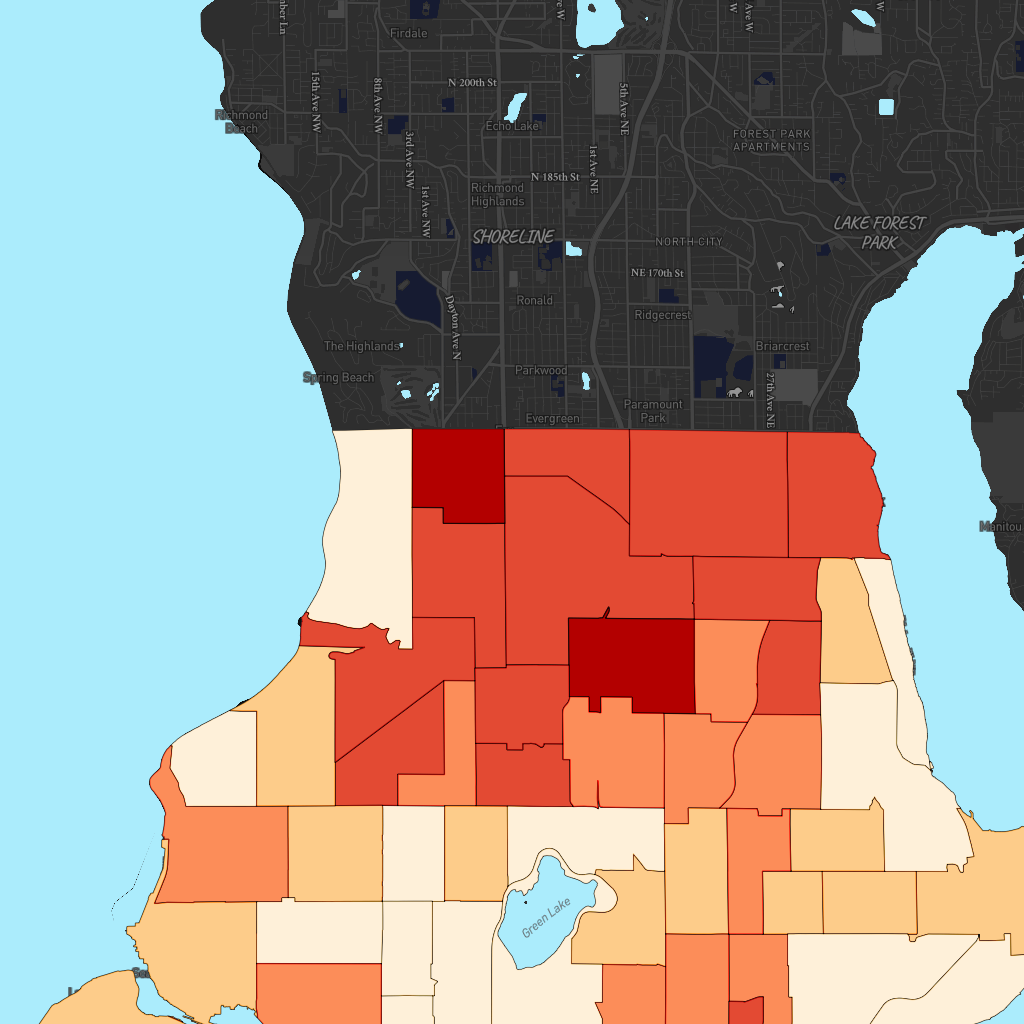 Firdale
N 200th St
15th Ave NW
8th Ave NW
5th Ave NE
Richmond
Beach
Echo Lake
3rd Ave NW
FOREST PARK
APARTMENTS
1st Ave NE
N 185th St
Richmond
Highlands
1st Ave NW
SHORELINE
NORTH CITY
LAKE FOREST
PARK
NE 170th St
Ronald
Dayton Ave N
Ridgecrest
The Highlands
Briarcrest
Spring Beach
Parkwood
27th Ave NE
Paramount
Park
Evergreen
Green Lake